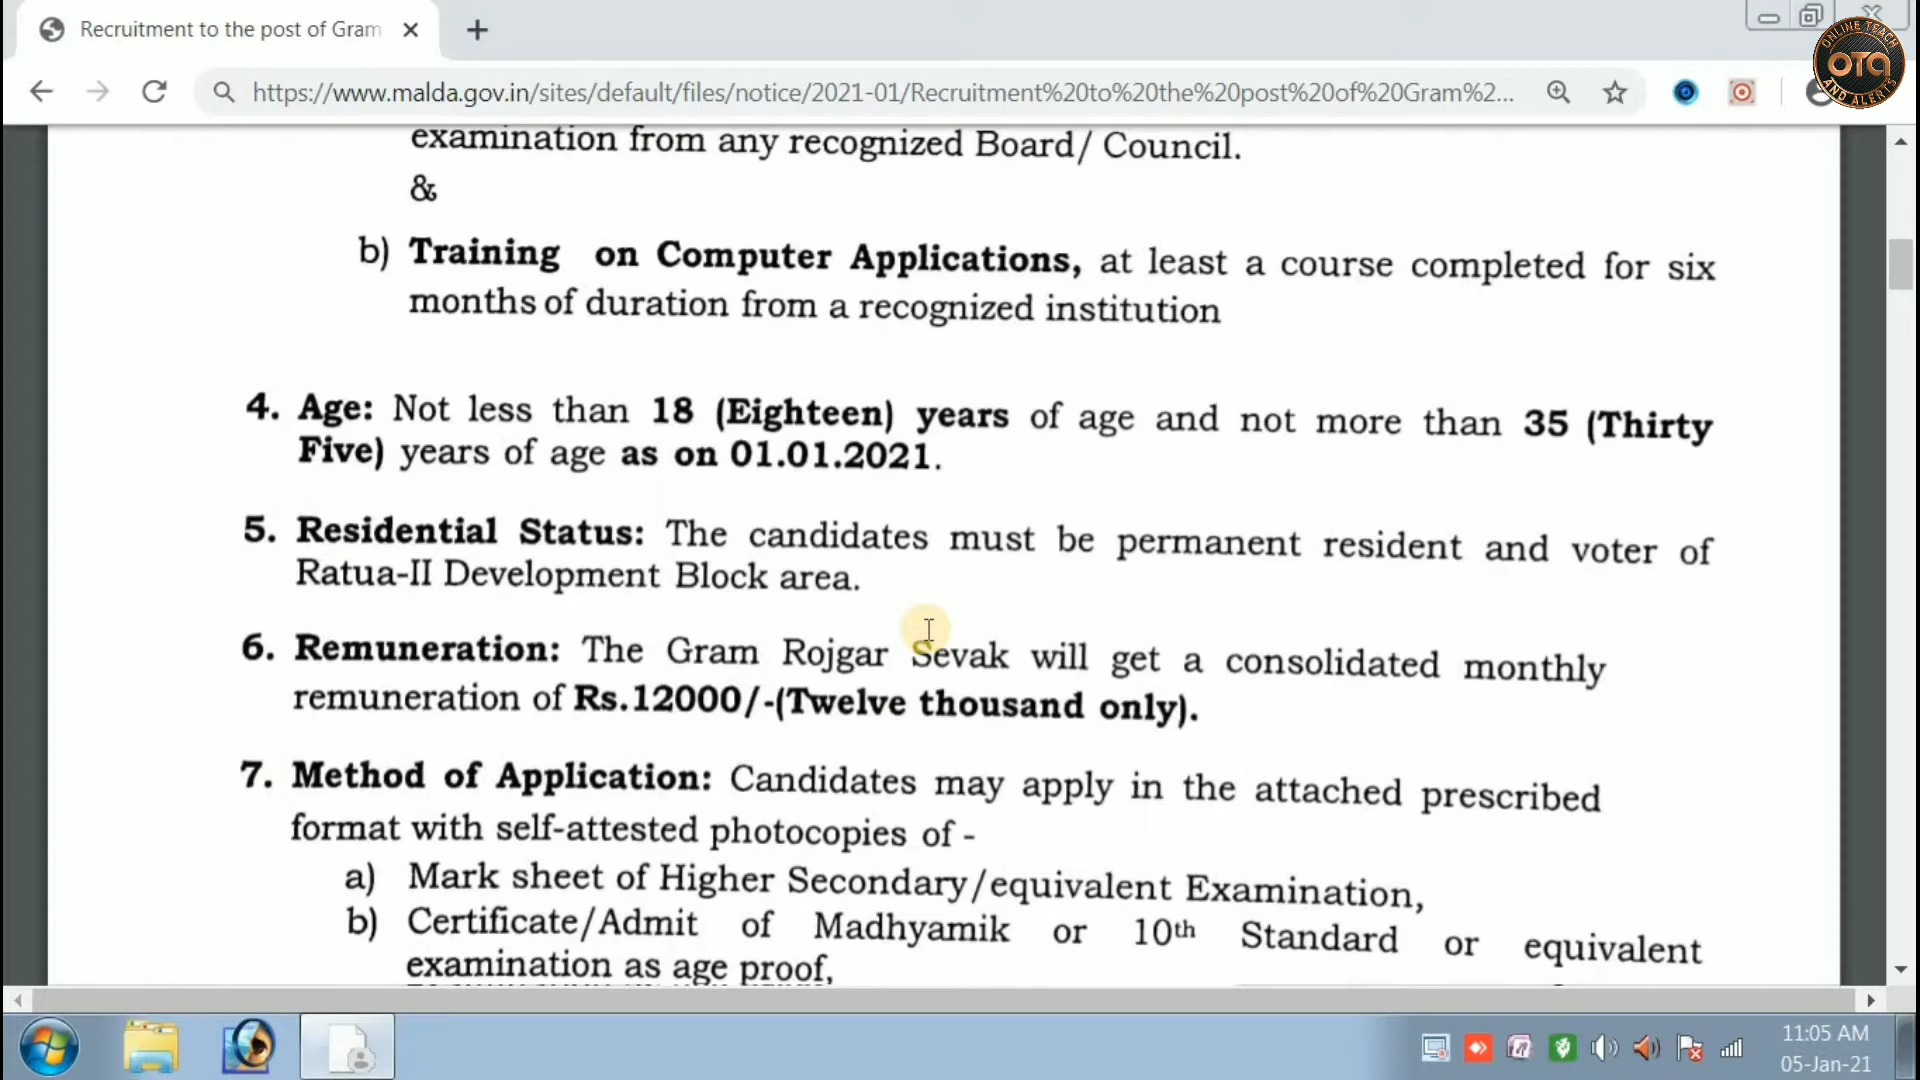 Recruitment to the post of Gram
https://www.malda.gov.in/sites/default/files/notice/2021-01/Recruitment%20to%20the%20post%20of%20Gram%2...
ONLINE TEACH
OTA
AND ALERTS
examination from any recognized Board/ Council.
&
b) Training on Computer Applications, at least a course completed for six
months of duration from a recognized institution
4. Age: Not less than 18 (Eighteen) years of age and not more than 35 (Thirty
Five) years of age as on 01.01.2021.
5. Residential Status: The candidates must be permanent resident and voter of
Ratua-II Development Block area.
6. Remuneration: The Gram Rojgar Sevak will get a consolidated monthly
remuneration of Rs.12000/-(Twelve thousand only).
7. Method of Application: Candidates may apply in the attached prescribed
format with self-attested photocopies of -
a) Mark sheet of Higher Secondary/equivalent Examination,
b) Certificate/Admit of Madhyamik or 10th Standard or equivalent
examination as age proof,
11:05 AM
05-Jan-21